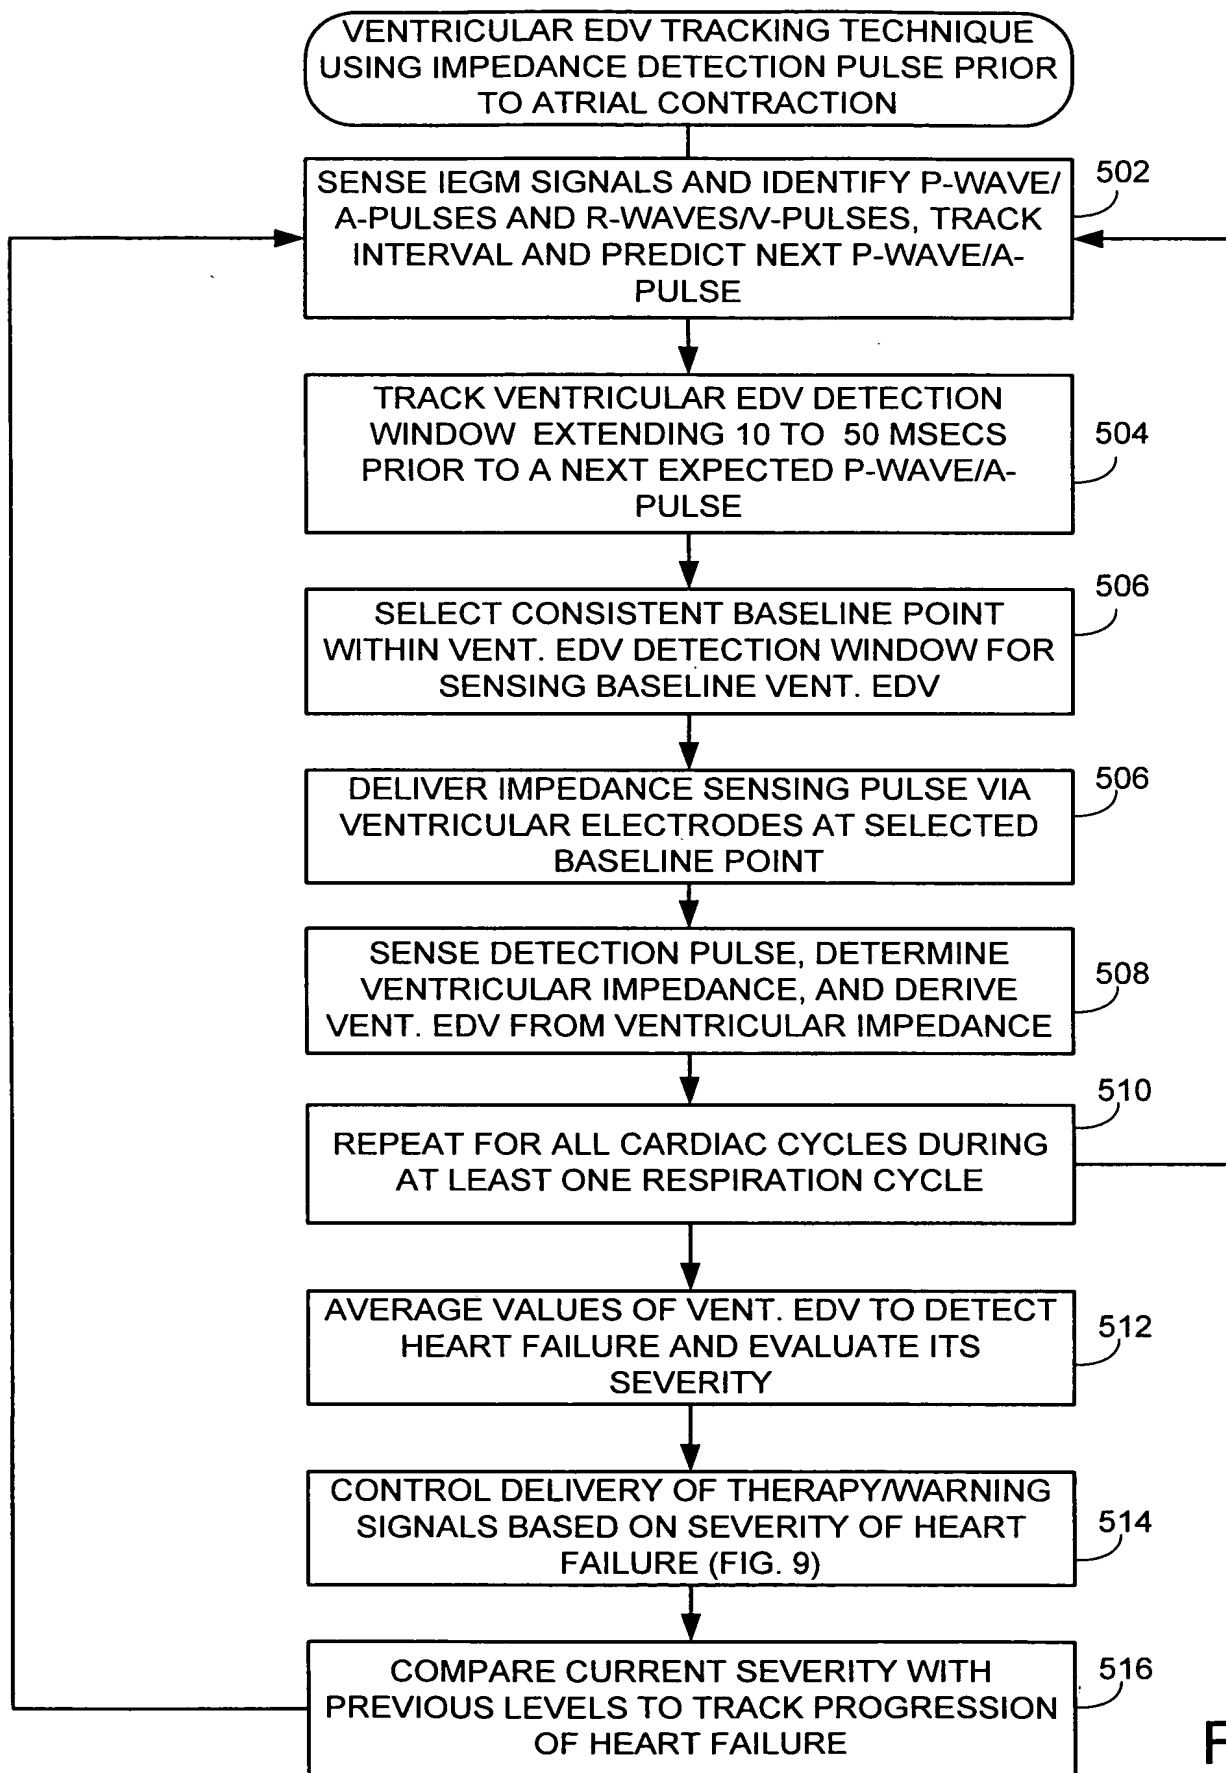 VENTRICULAR EDV TRACKING TECHNIQUE
USING IMPEDANCE DETECTION PULSE PRIOR
TO ATRIAL CONTRACTION
502
SENSE IEGM SIGNALS AND IDENTIFY P-WAVE/
A-PULSES AND R-WAVES/V-PULSES, TRACK
INTERVAL AND PREDICT NEXT P-WAVE/A-
PULSE
504
TRACK VENTRICULAR EDV DETECTION
WINDOW EXTENDING 10 TO 50 MSECS
PRIOR TO A NEXT EXPECTED P-WAVE/A-
PULSE
506
SELECT CONSISTENT BASELINE POINT
WITHIN VENT. EDV DETECTION WINDOW FOR
SENSING BASELINE VENT. EDV
506
DELIVER IMPEDANCE SENSING PULSE VIA
VENTRICULAR ELECTRODES AT SELECTED
BASELINE POINT
508
SENSE DETECTION PULSE, DETERMINE
VENTRICULAR IMPEDANCE, AND DERIVE
VENT. EDV FROM VENTRICULAR IMPEDANCE
510
REPEAT FOR ALL CARDIAC CYCLES DURING
AT LEAST ONE RESPIRATION CYCLE
512
AVERAGE VALUES OF VENT. EDV TO DETECT
HEART FAILURE AND EVALUATE ITS
SEVERITY
514
CONTROL DELIVERY OF THERAPY/WARNING
SIGNALS BASED ON SEVERITY OF HEART
FAILURE (FIG. 9)
516
COMPARE CURRENT SEVERITY WITH
PREVIOUS LEVELS TO TRACK PROGRESSION
OF HEART FAILURE